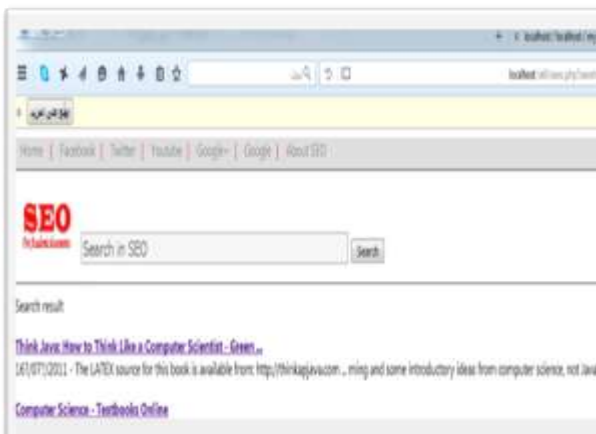 localhost
Home | Facebook | Twitter | Youtube | Google+ | Google | About SEO
SEO
Search in SEO
Search
Search result
Think Java: How to Think Like a Computer Scientist - Green ...
The LATEX source for this book is available from: http://thinkapjava.com ... ming and some introductory ideas from computer science, not Java
Computer Science - Textbooks Online